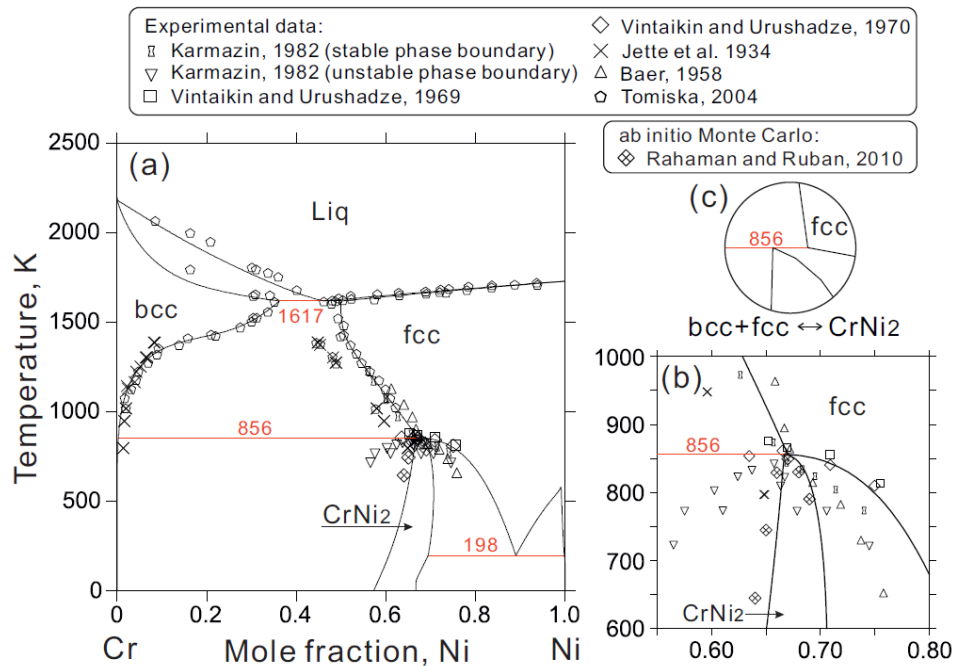 Experimental data:
Karmazin, 1982 (stable phase boundary)
Karmazin, 1982 (unstable phase boundary)
Vintaikin and Urushadze, 1969
Vintaikin and Urushadze, 1970
Jette et al. 1934
Baer, 1958
Tomiska, 2004
ab initio Monte Carlo:
Rahaman and Ruban, 2010
(a)
Temperature, K
2500
2000
1500
1000
500
0
Liq
bcc
fcc
1617
856
CrNi2
198
0 0.2 0.4 0.6 0.8 1.0
Cr Mole fraction, Ni Ni
(c)
fcc
856
bcc+fcc ↔ CrNi2
(b)
1000
900
800
700
600
fcc
856
CrNi2
0.60 0.70 0.80